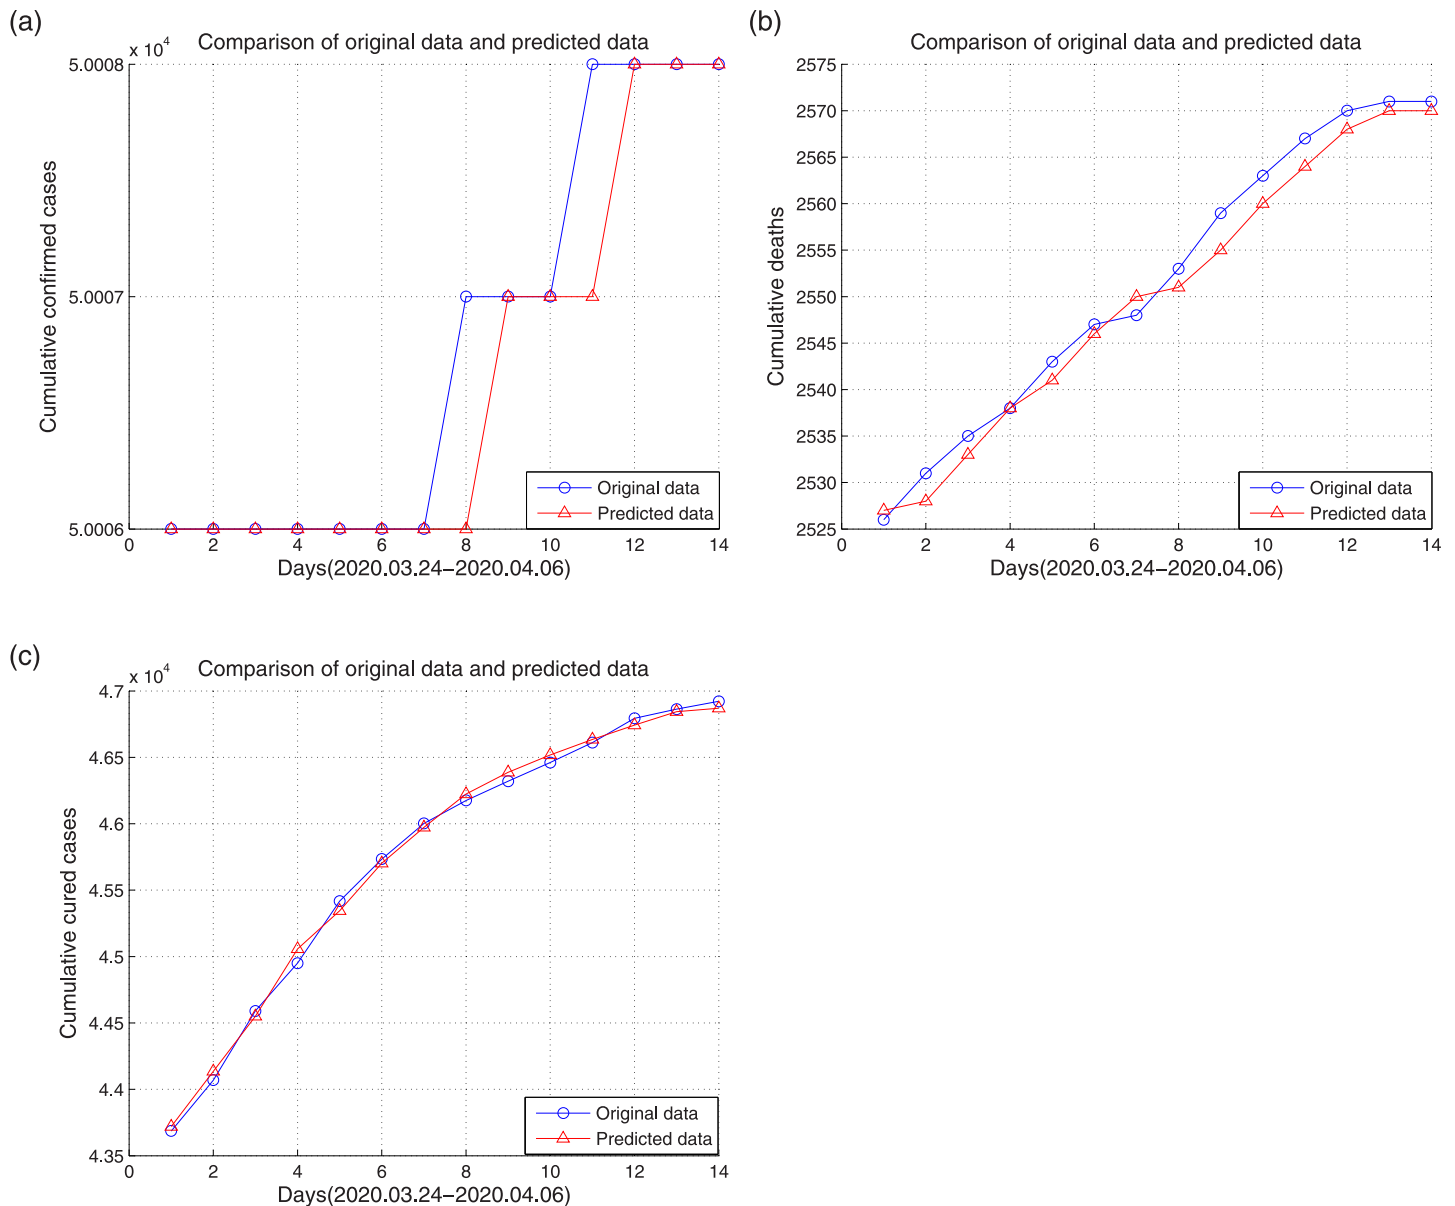 (a)
Comparison of original data and predicted data
x 10^4
5.0008
5.0007
5.0006
Cumulative confirmed cases
0 2 4 6 8 10 12 14
Days(2020.03.24–2020.04.06)
Original data
Predicted data
(b)
Comparison of original data and predicted data
2575
2570
2565
2560
2555
2550
2545
2540
2535
2530
2525
Cumulative deaths
0 2 4 6 8 10 12 14
Days(2020.03.24–2020.04.06)
Original data
Predicted data
(c)
Comparison of original data and predicted data
x 10^4
4.7
4.65
4.6
4.55
4.5
4.45
4.4
4.35
Cumulative cured cases
0 2 4 6 8 10 12 14
Days(2020.03.24–2020.04.06)
Original data
Predicted data